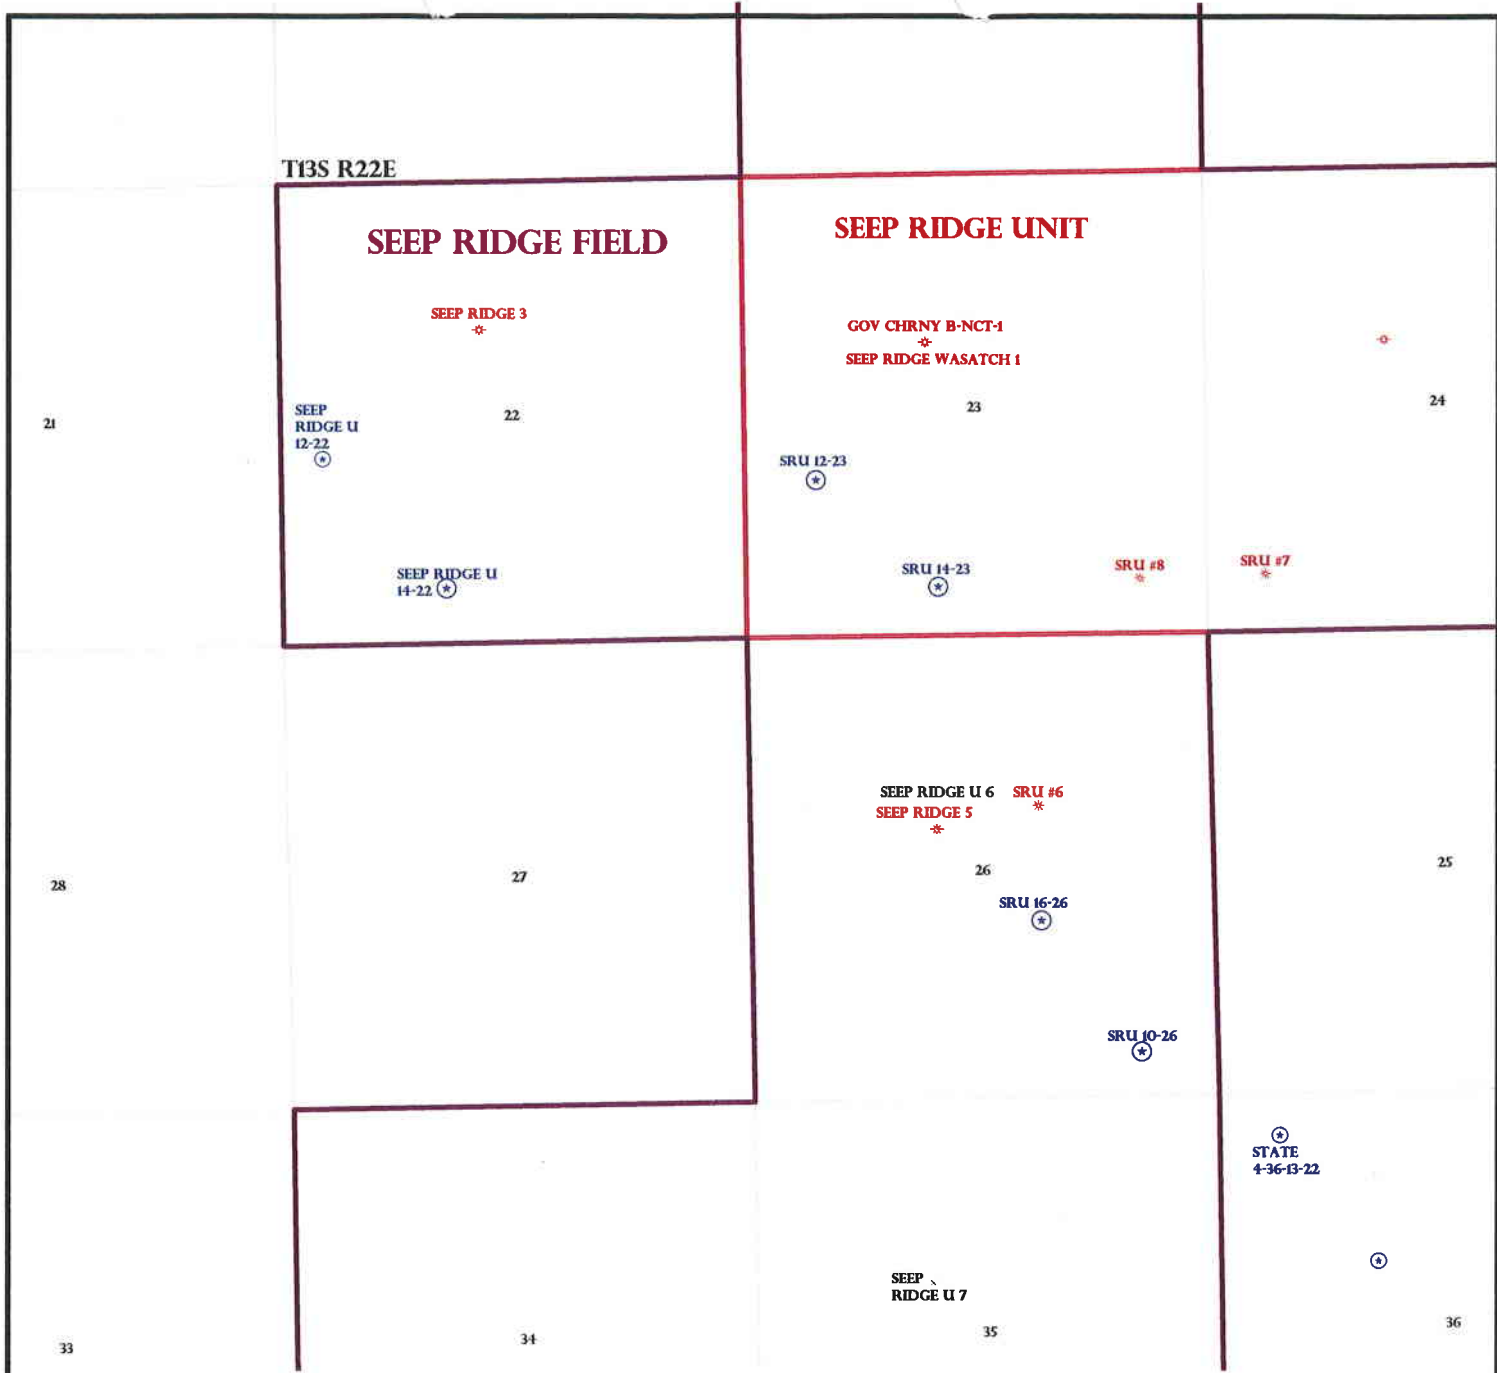 T13S R22E
SEEP RIDGE FIELD
SEEP RIDGE UNIT
SEEP RIDGE 3
GOV CHRNY B-NCT-1
SEEP RIDGE WASATCH 1
21
SEEP
RIDGE U
12-22
22
23
24
SRU 12-23
SEEP RIDGE U
14-22
SRU 14-23
SRU #8
SRU #7
SEEP RIDGE U 6
SRU #6
SEEP RIDGE 5
28
27
26
25
SRU 16-26
SRU 10-26
STATE
4-36-13-22
SEEP
RIDGE U 7
33
34
35
36